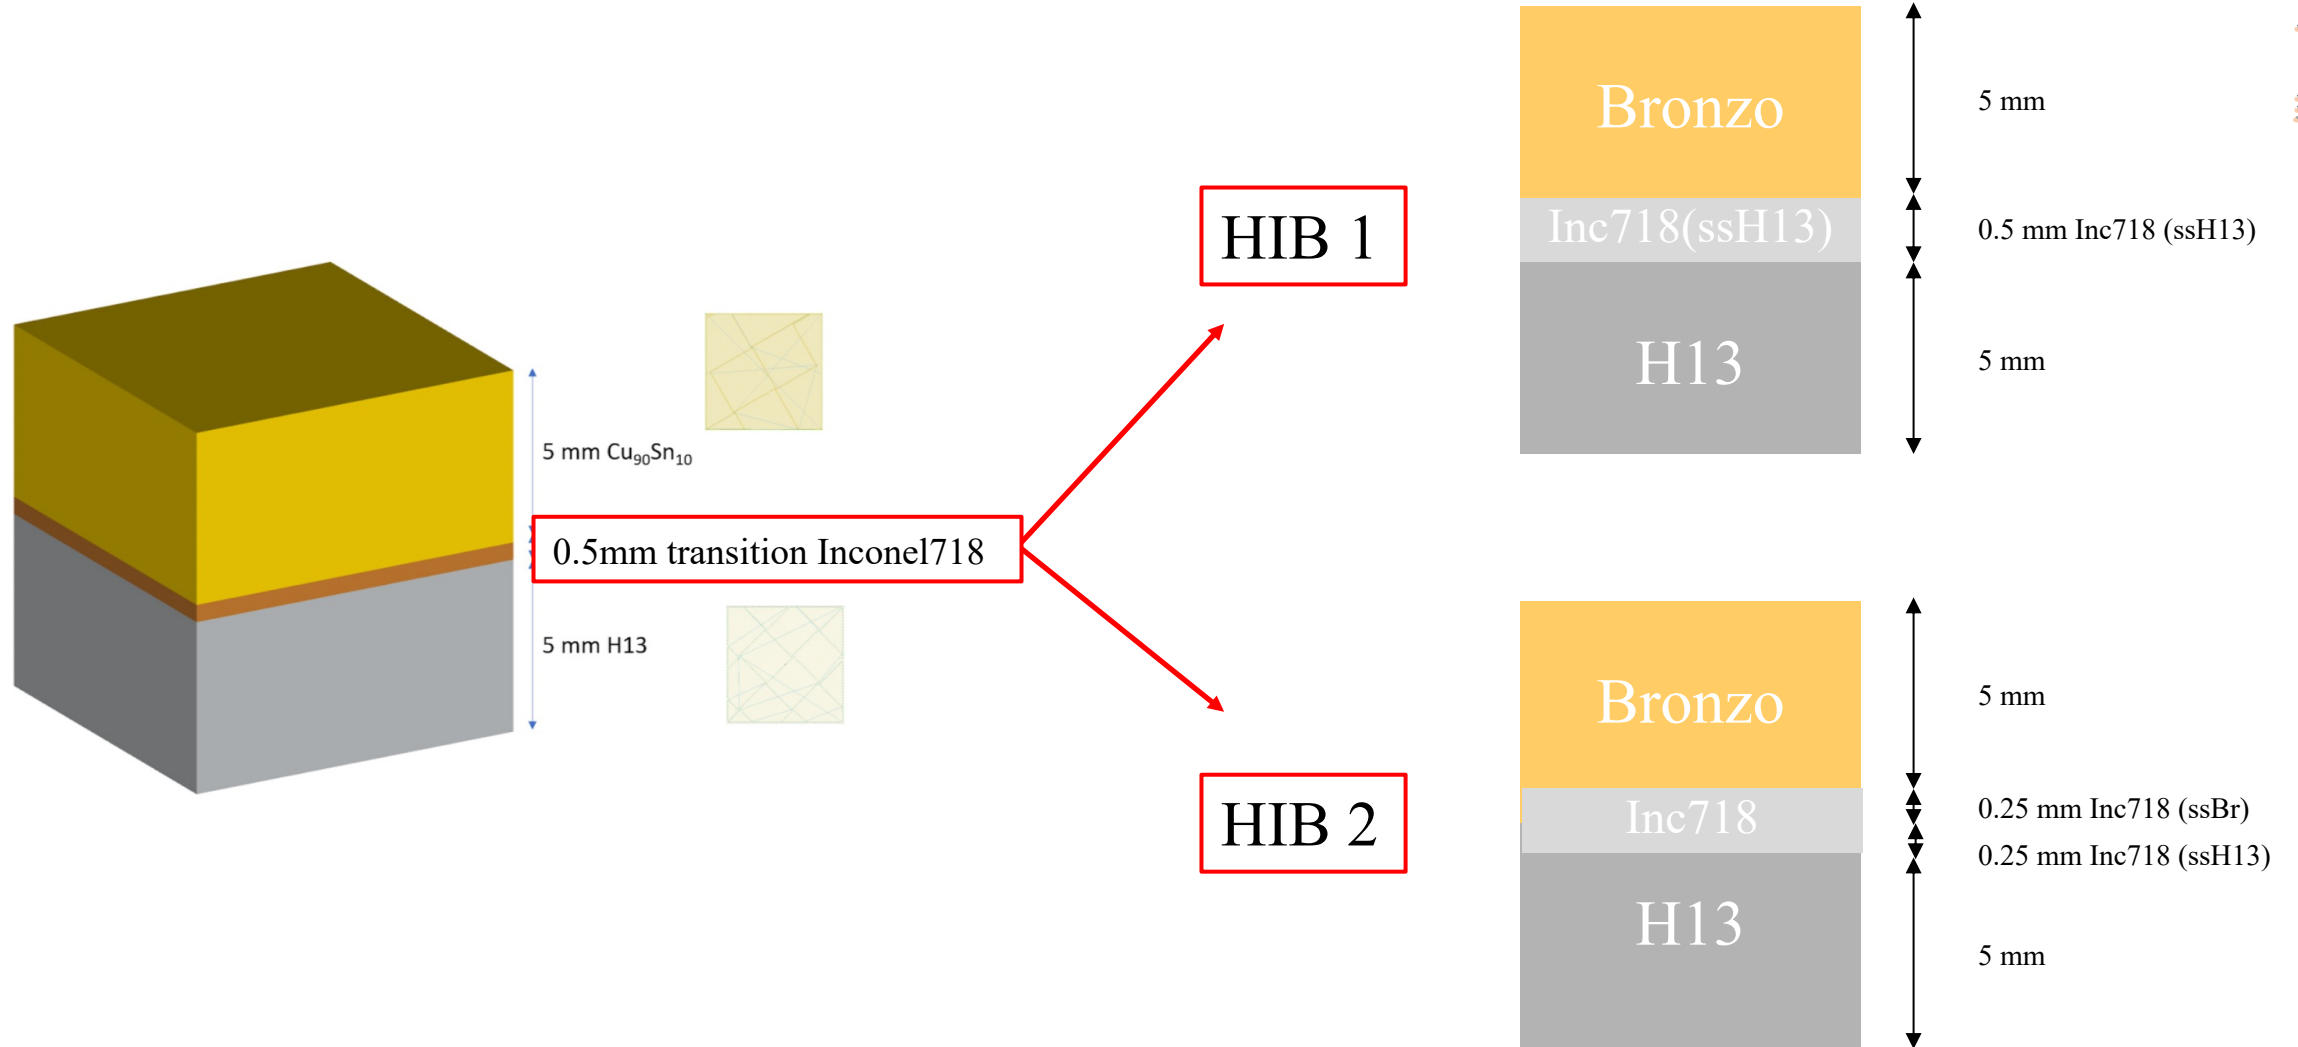 5 mm Cu₉₀Sn₁₀
0.5mm transition Inconel718
5 mm H13
HIB 1
Bronzo
Inc718(ssH13)
H13
5 mm
0.5 mm Inc718 (ssH13)
5 mm
HIB 2
Bronzo
Inc718
H13
5 mm
0.25 mm Inc718 (ssBr)
0.25 mm Inc718 (ssH13)
5 mm